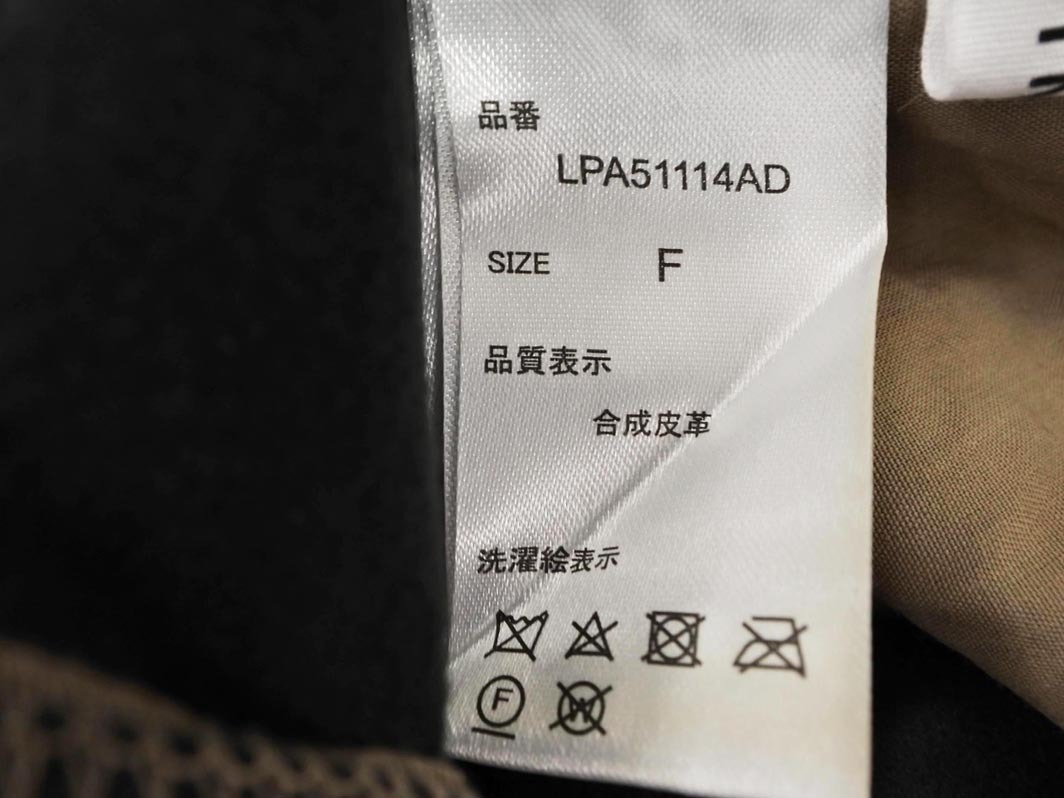 品番
LPA51114AD
SIZE F
品質表示
合成皮革
洗濯絵表示
F
W